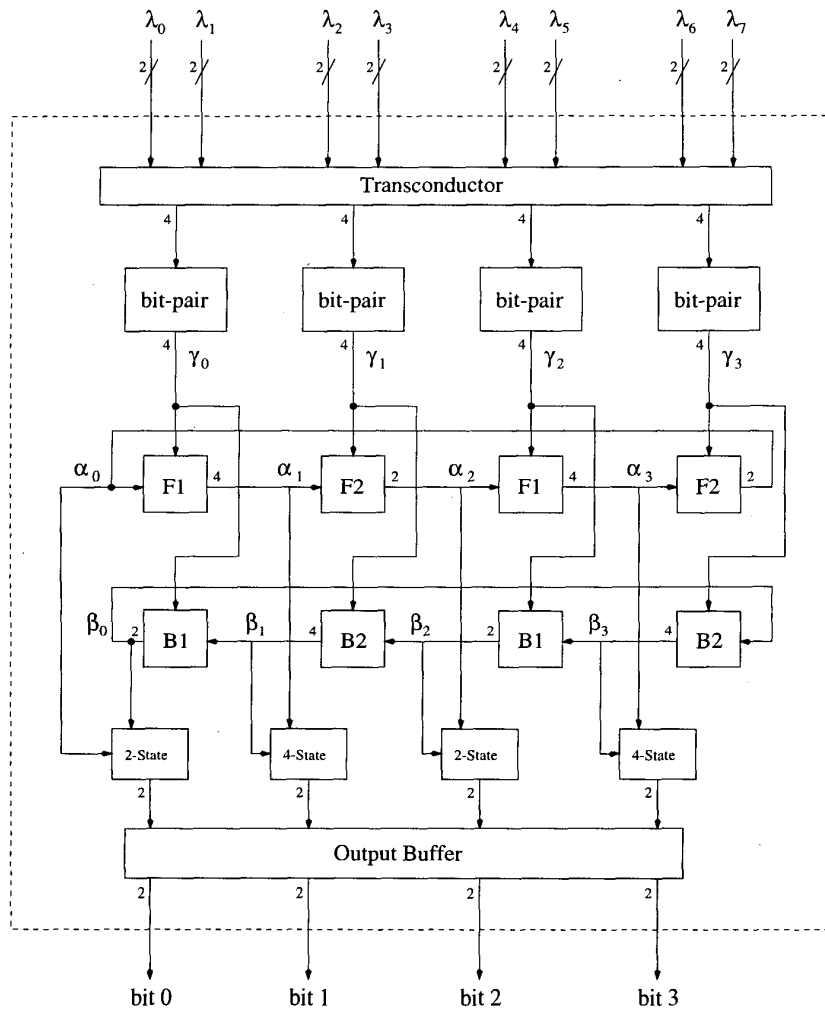 λ0 λ1 λ2 λ3 λ4 λ5 λ6 λ7
2 2 2 2 2 2 2 2
Transconductor
4 4 4 4
bit-pair bit-pair bit-pair bit-pair
4 4 4 4
γ0 γ1 γ2 γ3
α0 F1 4 α1 F2 2 α2 F1 4 α3 F2 2
β0 2 B1 β1 4 B2 β2 2 B1 β3 4 B2
2-State 4-State 2-State 4-State
2 2 2 2
Output Buffer
2 2 2 2
bit 0 bit 1 bit 2 bit 3